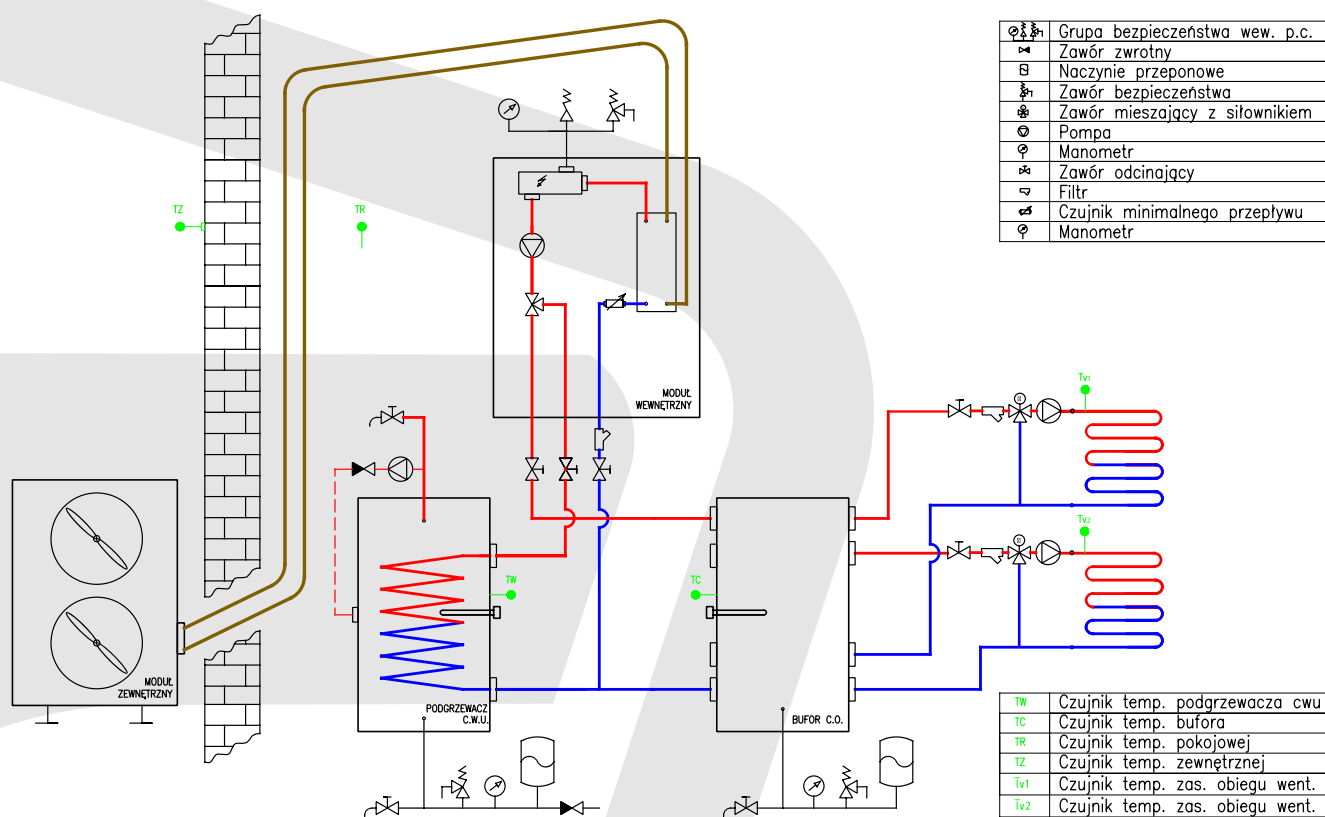 Grupa bezpieczeństwa wew. p.c.
Zawór zwrotny
Naczynie przeponowe
Zawór bezpieczeństwa
Zawór mieszający z siłownikiem
Pompa
Manometr
Zawór odcinający
Filtr
Czujnik minimalnego przepływu
Manometr
TZ
TR
MODUŁ
WEWNĘTRZNY
Tv1
Tv2
TW
TC
MODUŁ
ZEWNĘTRZNY
PODGRZEWACZ
C.W.U.
BUFOR C.O.
TW Czujnik temp. podgrzewacza cwu
TC Czujnik temp. bufora
TR Czujnik temp. pokojowej
TZ Czujnik temp. zewnętrznej
Tv1 Czujnik temp. zas. obiegu went.
Tv2 Czujnik temp. zas. obiegu went.